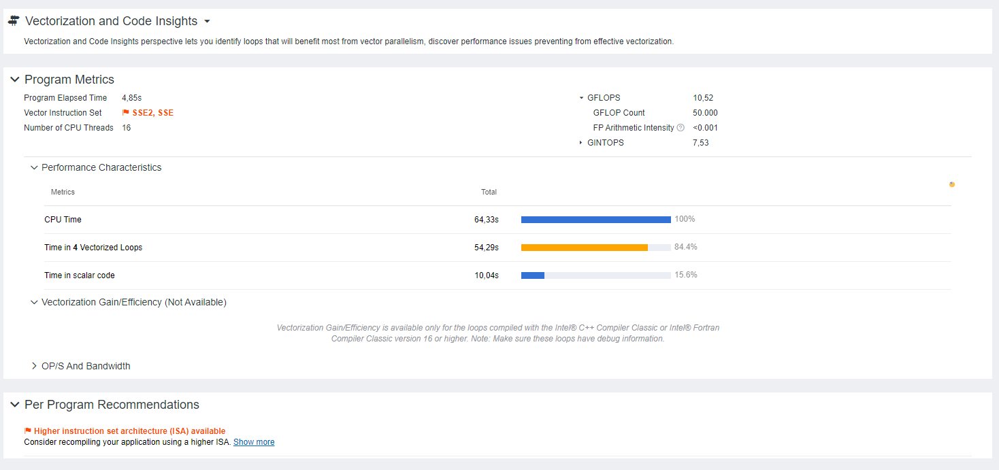 Vectorization and Code Insights
Vectorization and Code Insights perspective lets you identify loops that will benefit most from vector parallelism, discover performance issues preventing from effective vectorization.
Program Metrics
Program Elapsed Time 4,85s
Vector Instruction Set SSE2, SSE
Number of CPU Threads 16
GFLOPS 10,52
GFLOP Count 50.000
FP Arithmetic Intensity ? <0.001
GINTOPS 7,53
Performance Characteristics
Metrics Total
CPU Time 64,33s 100%
Time in 4 Vectorized Loops 54,29s 84.4%
Time in scalar code 10,04s 15.6%
Vectorization Gain/Efficiency (Not Available)
Vectorization Gain/Efficiency is available only for the loops compiled with the Intel® C++ Compiler Classic or Intel® Fortran
Compiler Classic version 16 or higher. Note: Make sure these loops have debug information.
OP/S And Bandwidth
Per Program Recommendations
Higher instruction set architecture (ISA) available
Consider recompiling your application using a higher ISA. Show more